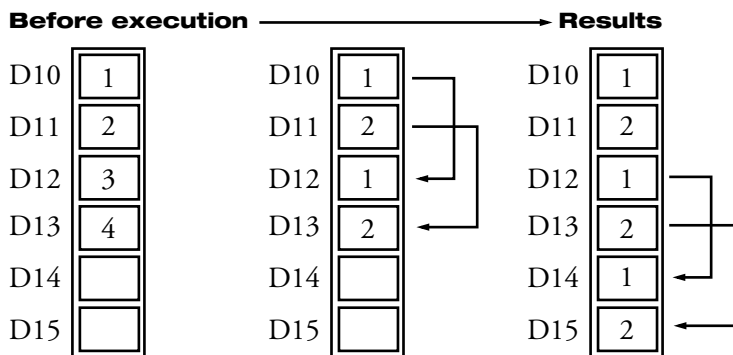 Before execution Results
D10 1 D10 1 D10 1
D11 2 D11 2 D11 2
D12 3 D12 1 D12 1
D13 4 D13 2 D13 2
D14 D14 D14 1
D15 D15 D15 2